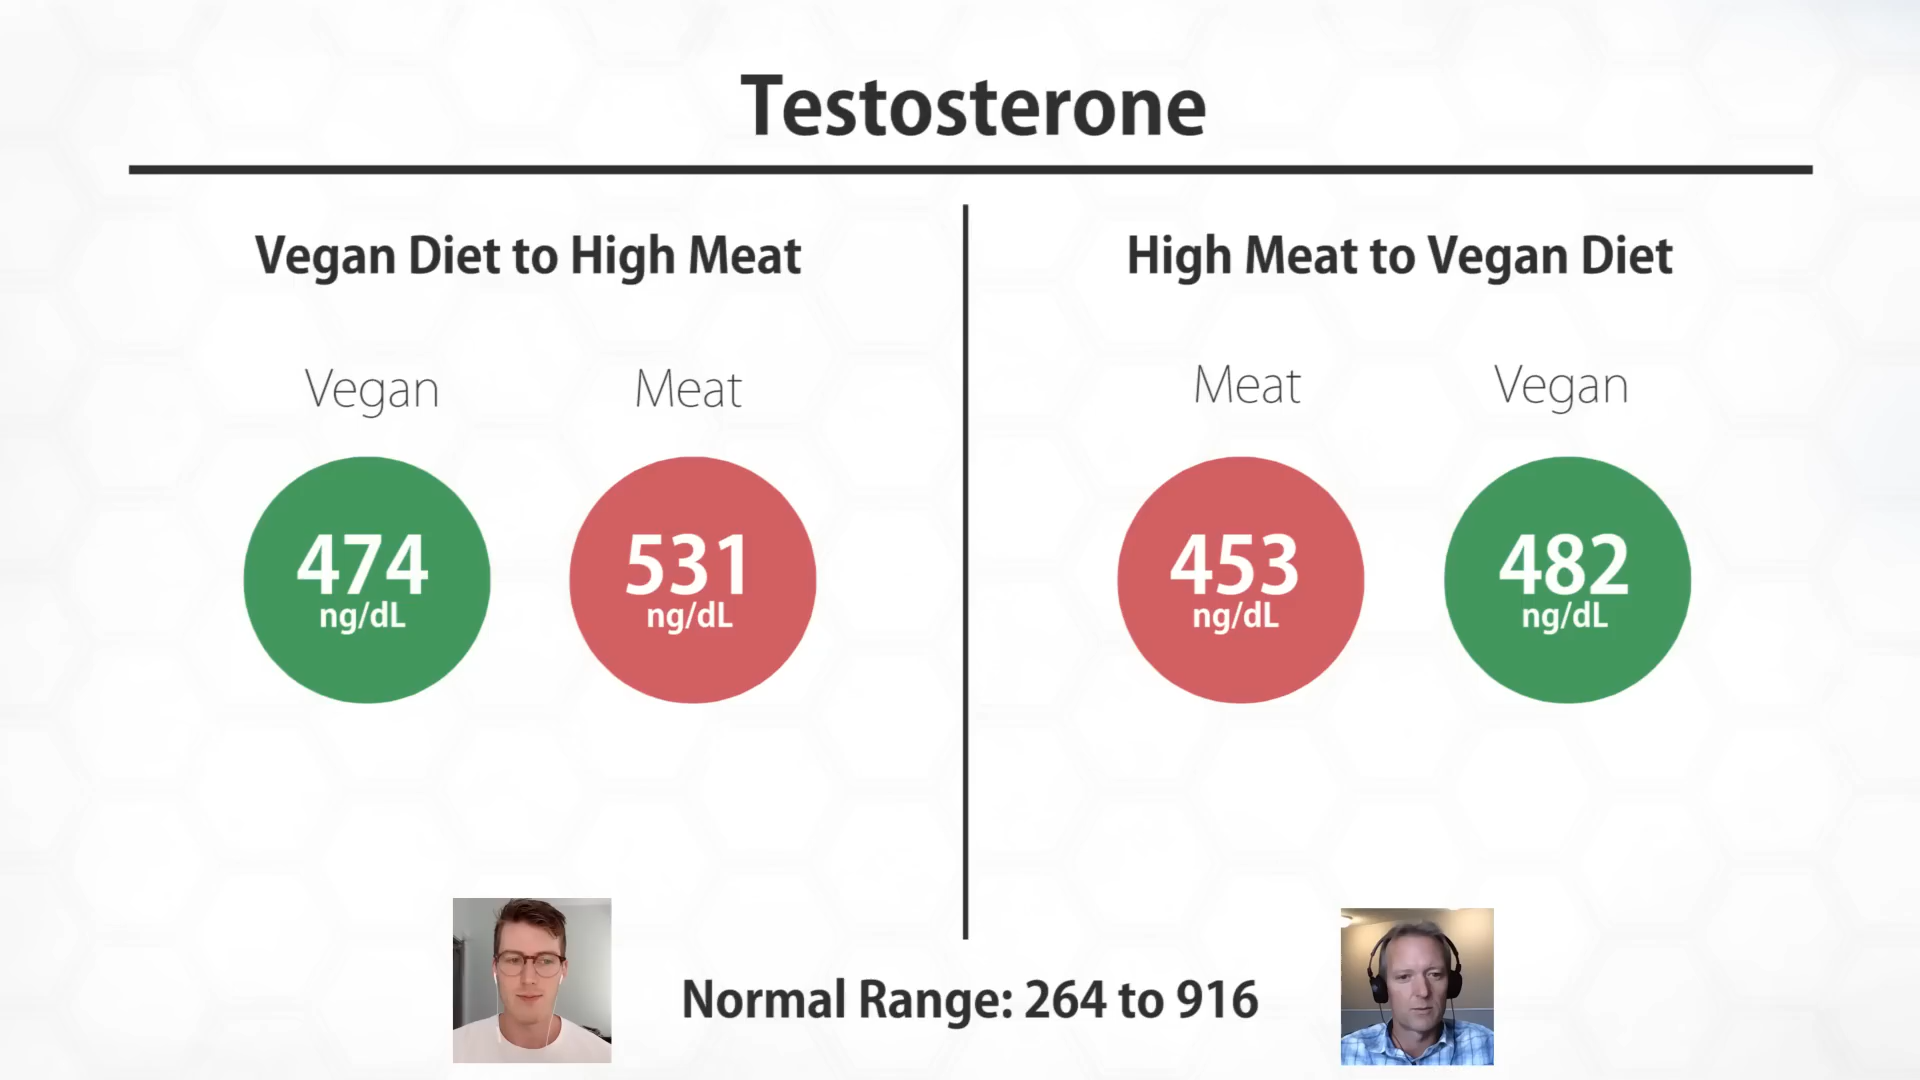 Testosterone
Vegan Diet to High Meat
Vegan Meat
474 ng/dL
531 ng/dL
High Meat to Vegan Diet
Meat Vegan
453 ng/dL
482 ng/dL
Normal Range: 264 to 916